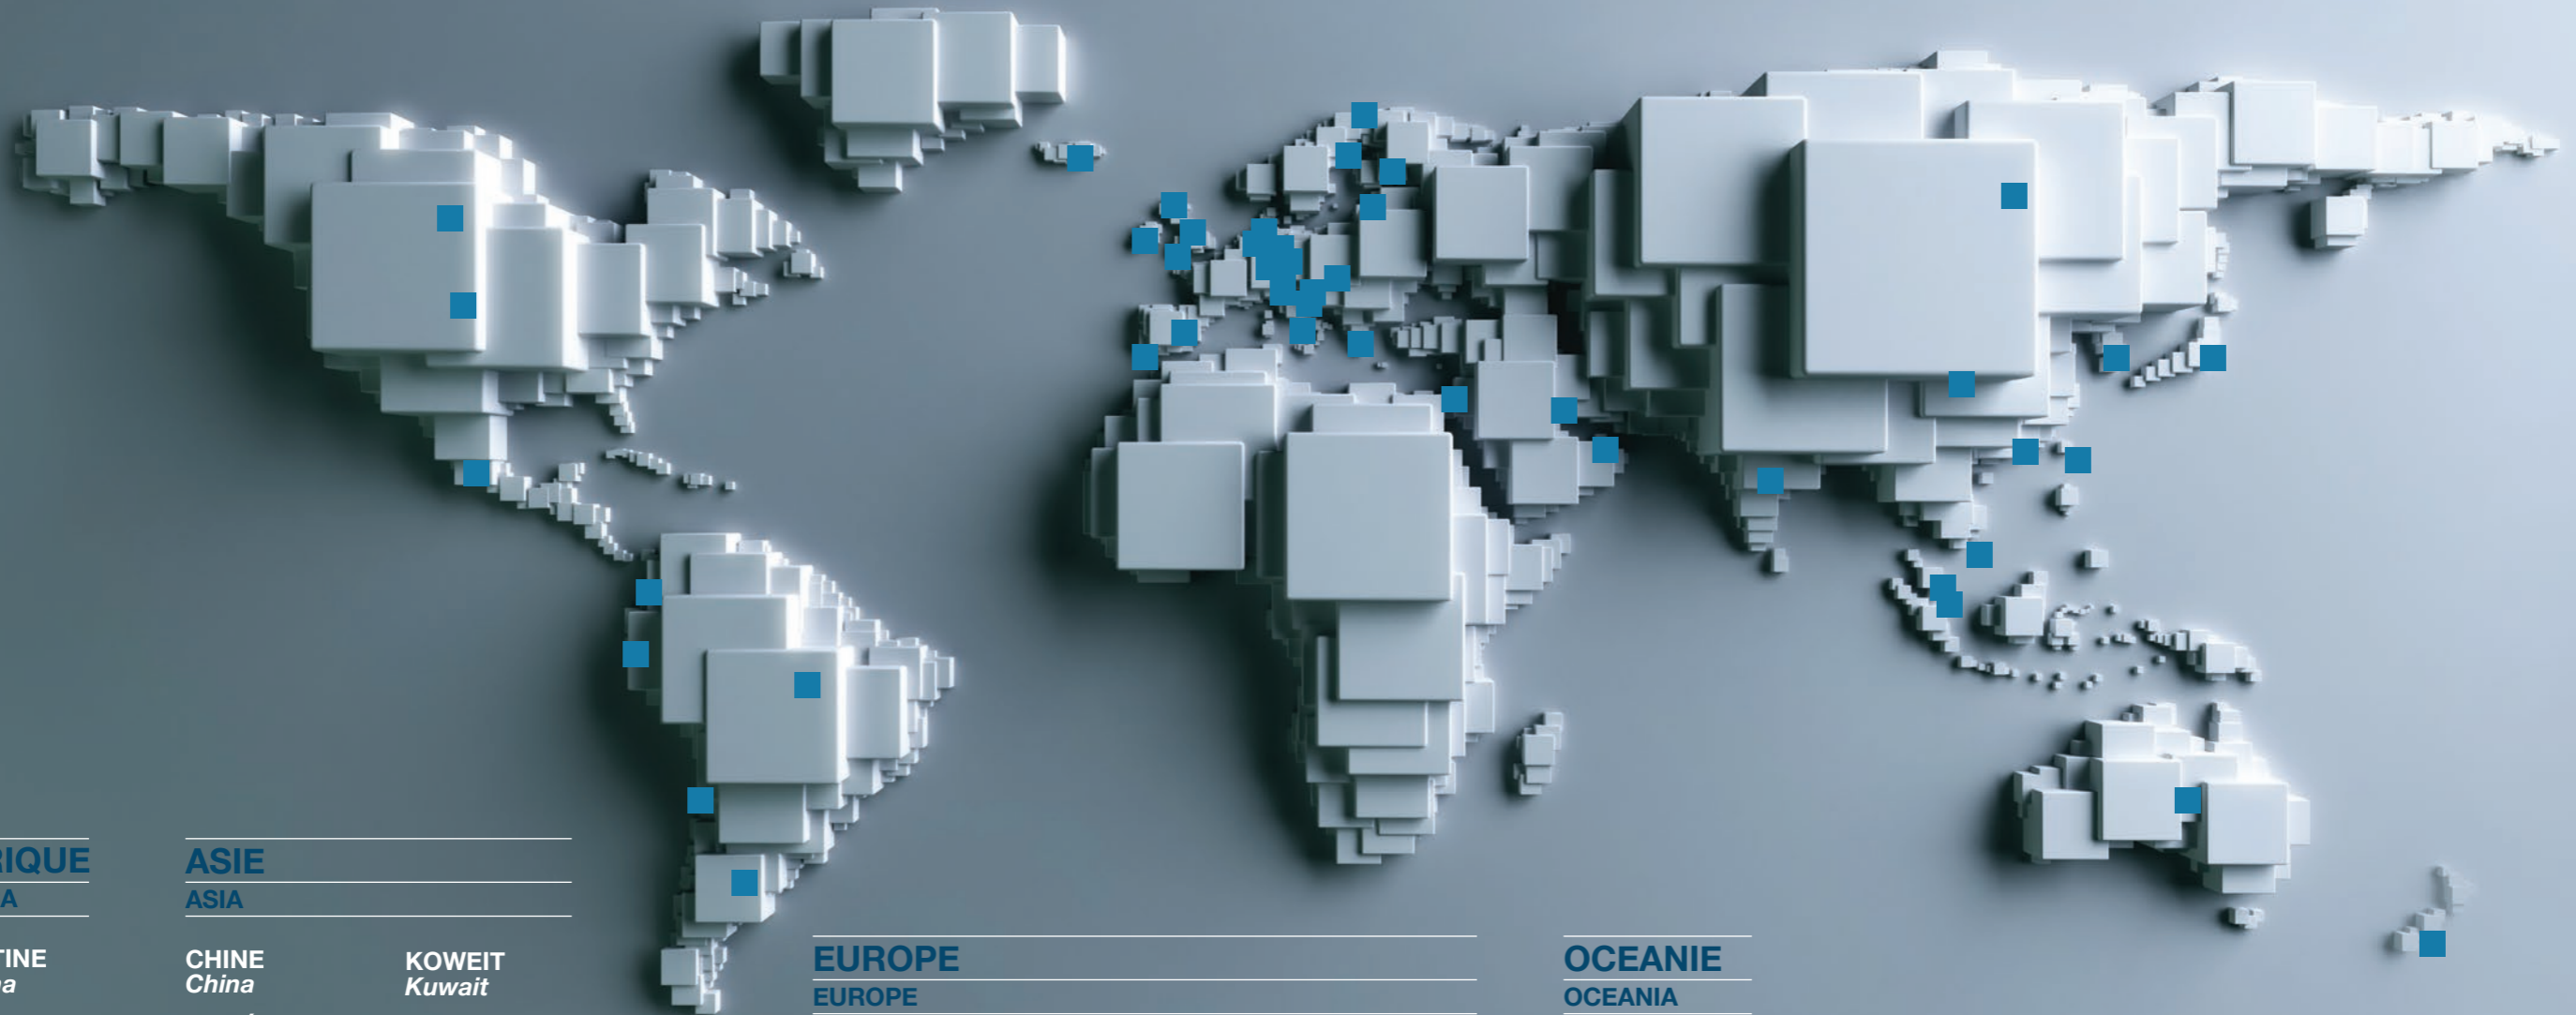 RIQUE
A
TINE
a
ASIE
ASIA
CHINE
China
KOWEIT
Kuwait
EUROPE
EUROPE
OCEANIE
OCEANIA